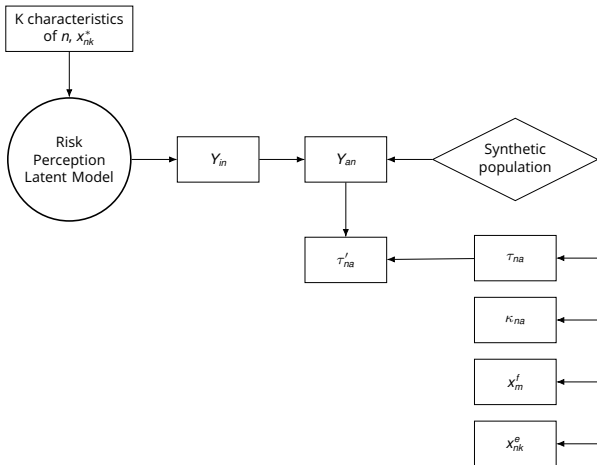 K characteristics
of n, x*nk
Risk
Perception
Latent Model
Yin
Yan
Synthetic
population
τ′na
τna
κna
xfm
xenk